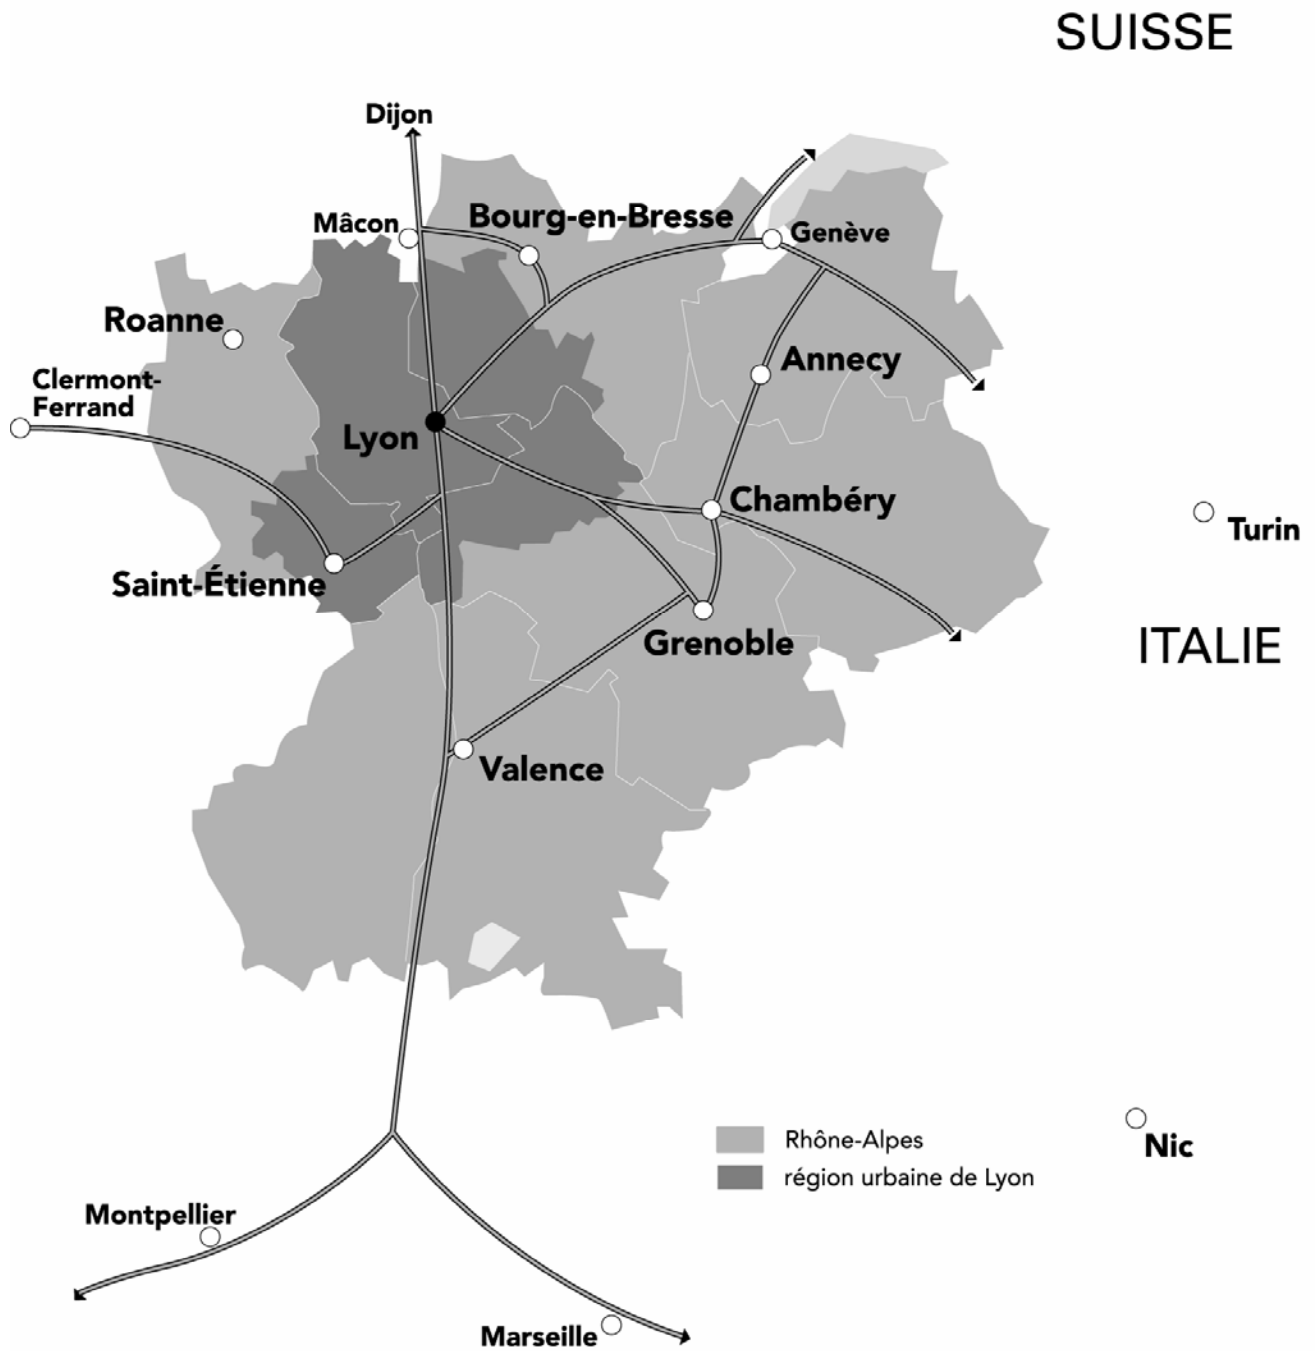 SUISSE
Dijon
Bourg-en-Bresse
Mâcon
Genève
Roanne
Annecy
Clermont-
Ferrand
Lyon
Chambéry
Turin
Saint-Étienne
Grenoble
ITALIE
Valence
Rhône-Alpes
Nic
région urbaine de Lyon
Montpellier
Marseille